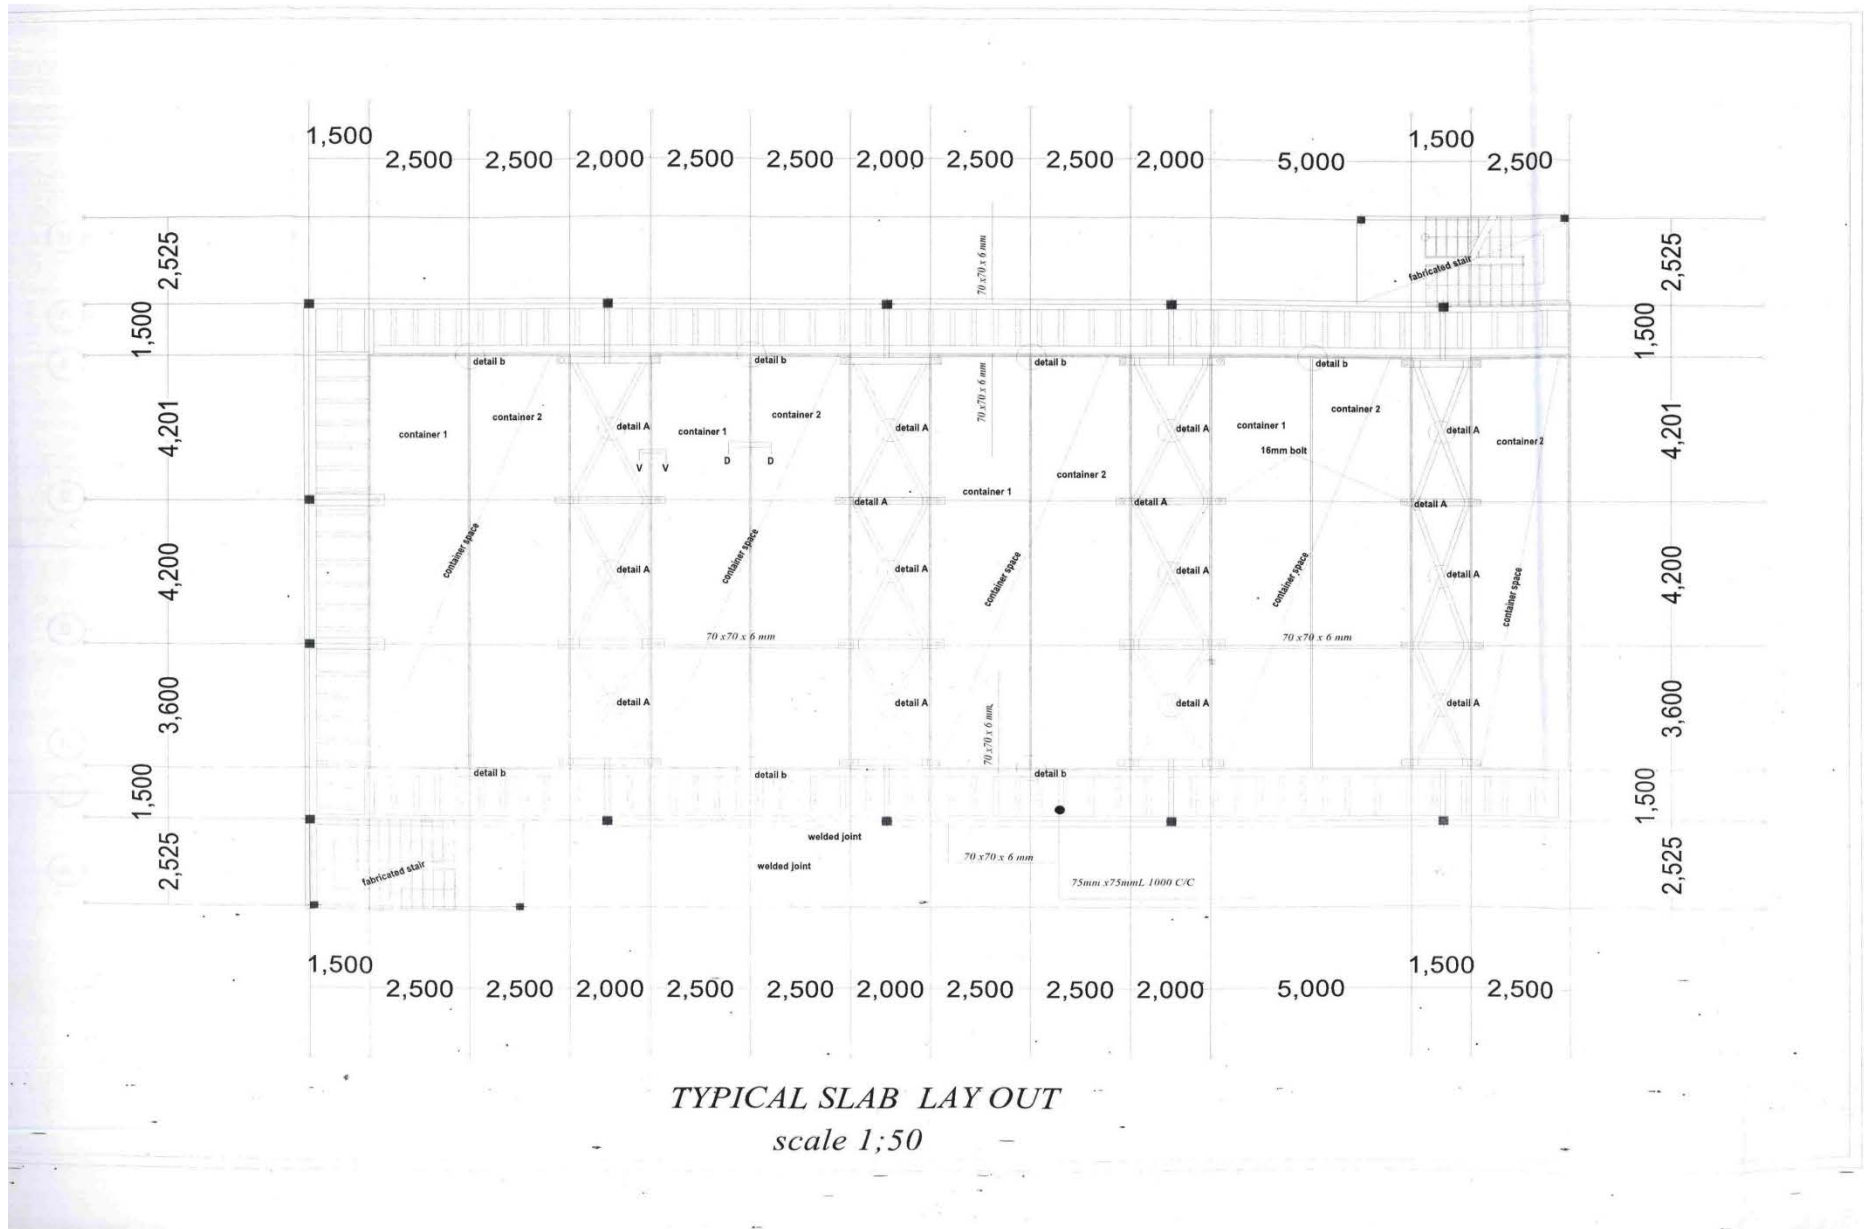 1,500 1,500
2,500 2,500 2,000 2,500 2,500 2,000 2,500 2,500 2,000 5,000 2,500
2,525 2,525
70 x70 x 6 mm
fabricated stair
1,500 1,500
detail b detail b detail b detail b
70 x70 x 6 mm
4,201 4,201
container 1 container 2 detail A container 1 container 2 detail A detail A container 1 container 2 detail A container 2
V V D D
16mm bolt
container 1 container 2
detail A detail A detail A
4,200 4,200
container space container space container space container space container space
detail A detail A detail A detail A
70 x70 x 6 mm 70 x70 x 6 mm
3,600 3,600
detail A detail A detail A detail A
70 x70 x 6 mm
detail b detail b detail b
1,500 1,500
welded joint
welded joint
70 x70 x 6 mm
75mm x75mmL 1000 C/C
2,525 2,525
fabricated stair
1,500 1,500
2,500 2,500 2,000 2,500 2,500 2,000 2,500 2,500 2,000 5,000 2,500
TYPICAL SLAB LAY OUT
scale 1;50